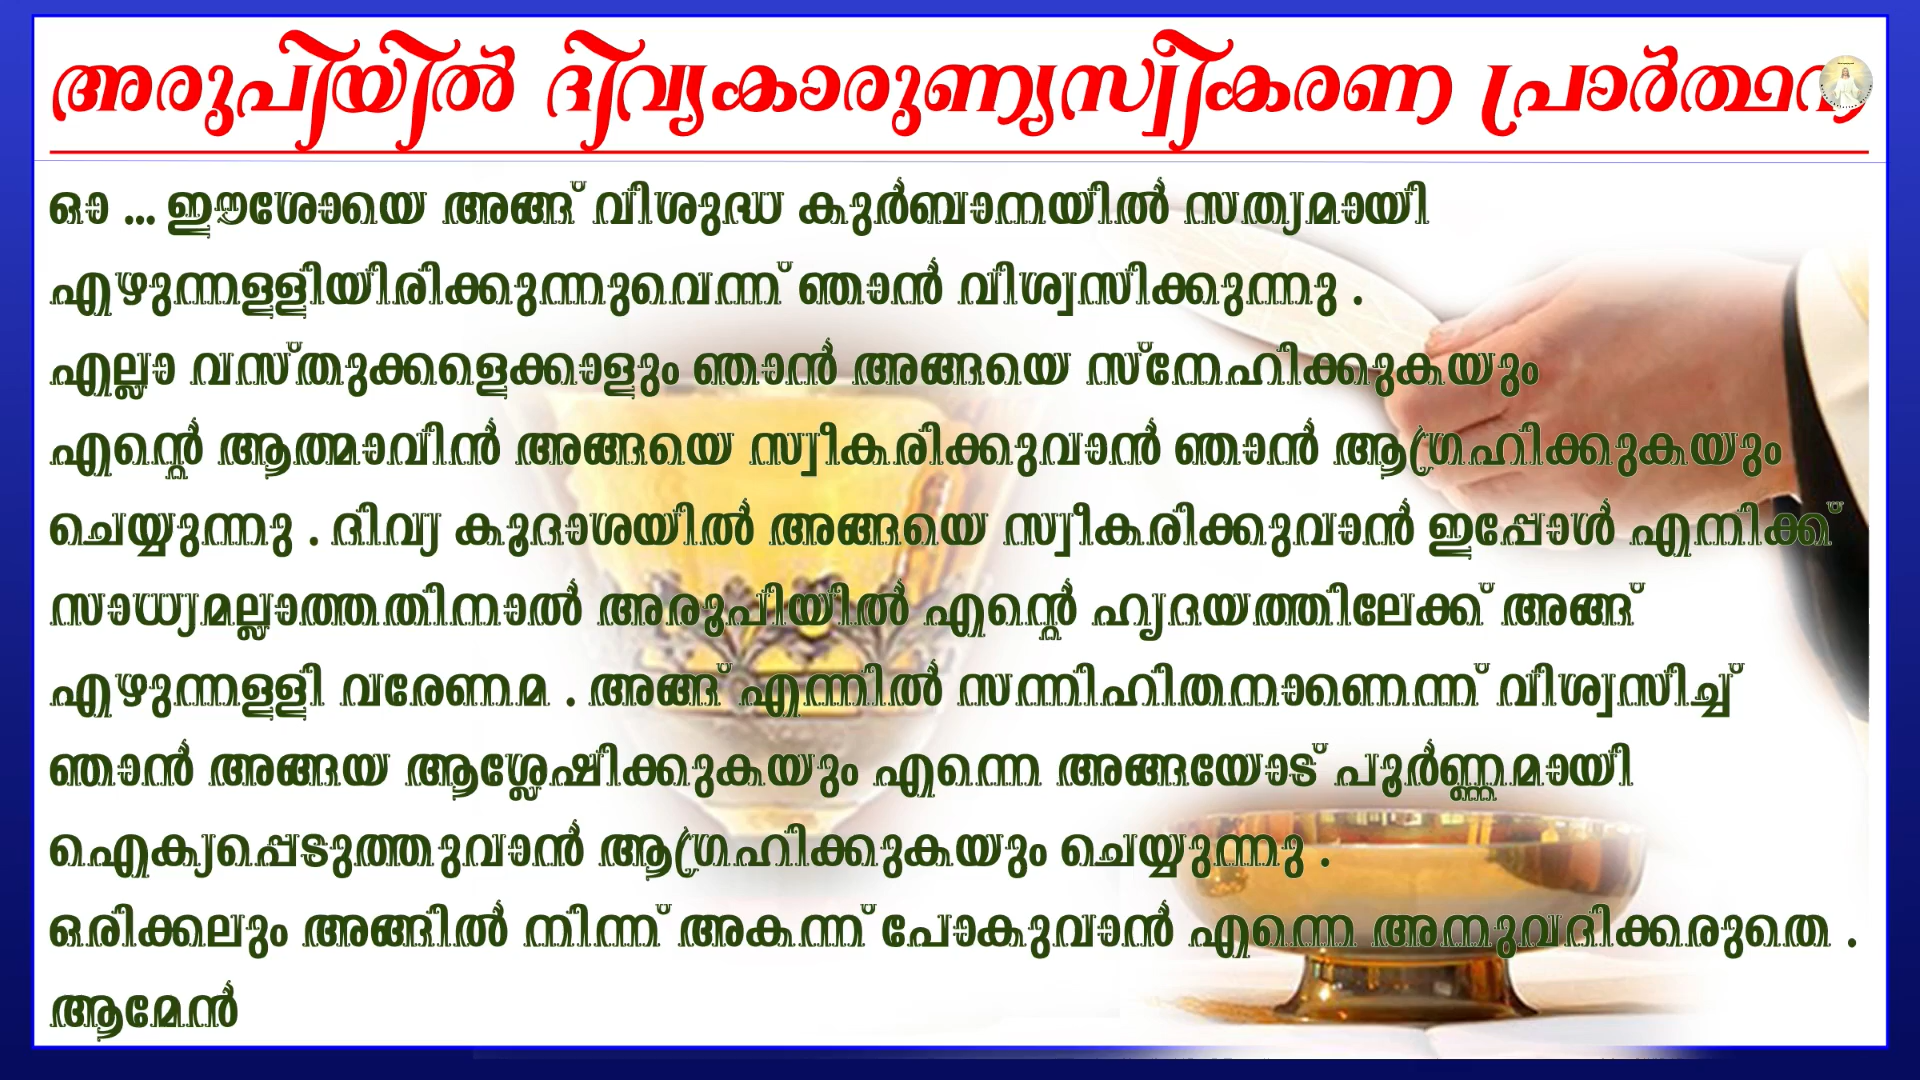 അരുപിയിൽ ദിവ്യകാരുണ്യസ്വീകരണ പ്രാർത്ഥന
ഓ ... ഈശോയെ അങ്ങ് വിശുദ്ധ കുർബാനയിൽ സത്യമായി
എഴുന്നള്ളിയിരിക്കുന്നുവെന്ന് ഞാൻ വിശ്വസിക്കുന്നു .
എല്ലാ വസ്തുക്കളെക്കാളും ഞാൻ അങ്ങയെ സ്നേഹിക്കുകയും
എന്റെ ആത്മാവിൻ അങ്ങയെ സ്വീകരിക്കുവാൻ ഞാൻ ആഗ്രഹിക്കുകയും
ചെയ്യുന്നു . ദിവ്യ കൂദാശയിൽ അങ്ങയെ സ്വീകരിക്കുവാൻ ഇപ്പോൾ എനിക്ക്
സാധ്യമല്ലാത്തതിനാൽ അരൂപിയിൽ എന്റെ ഹൃദയത്തിലേക്ക് അങ്ങ്
എഴുന്നള്ളി വരേണമ . അങ്ങ് എന്നിൽ സന്നിഹിതനാണെന്ന് വിശ്വസിച്ച്
ഞാൻ അങ്ങയ ആശ്ലേഷിക്കുകയും എന്നെ അങ്ങയോട് പൂർണ്ണമായി
ഐക്യപ്പെടുത്തുവാൻ ആഗ്രഹിക്കുകയും ചെയ്യുന്നു .
ഒരിക്കലും അങ്ങിൽ നിന്ന് അകന്ന് പോകുവാൻ എന്നെ അനുവദിക്കരുതെ .
ആമേൻ